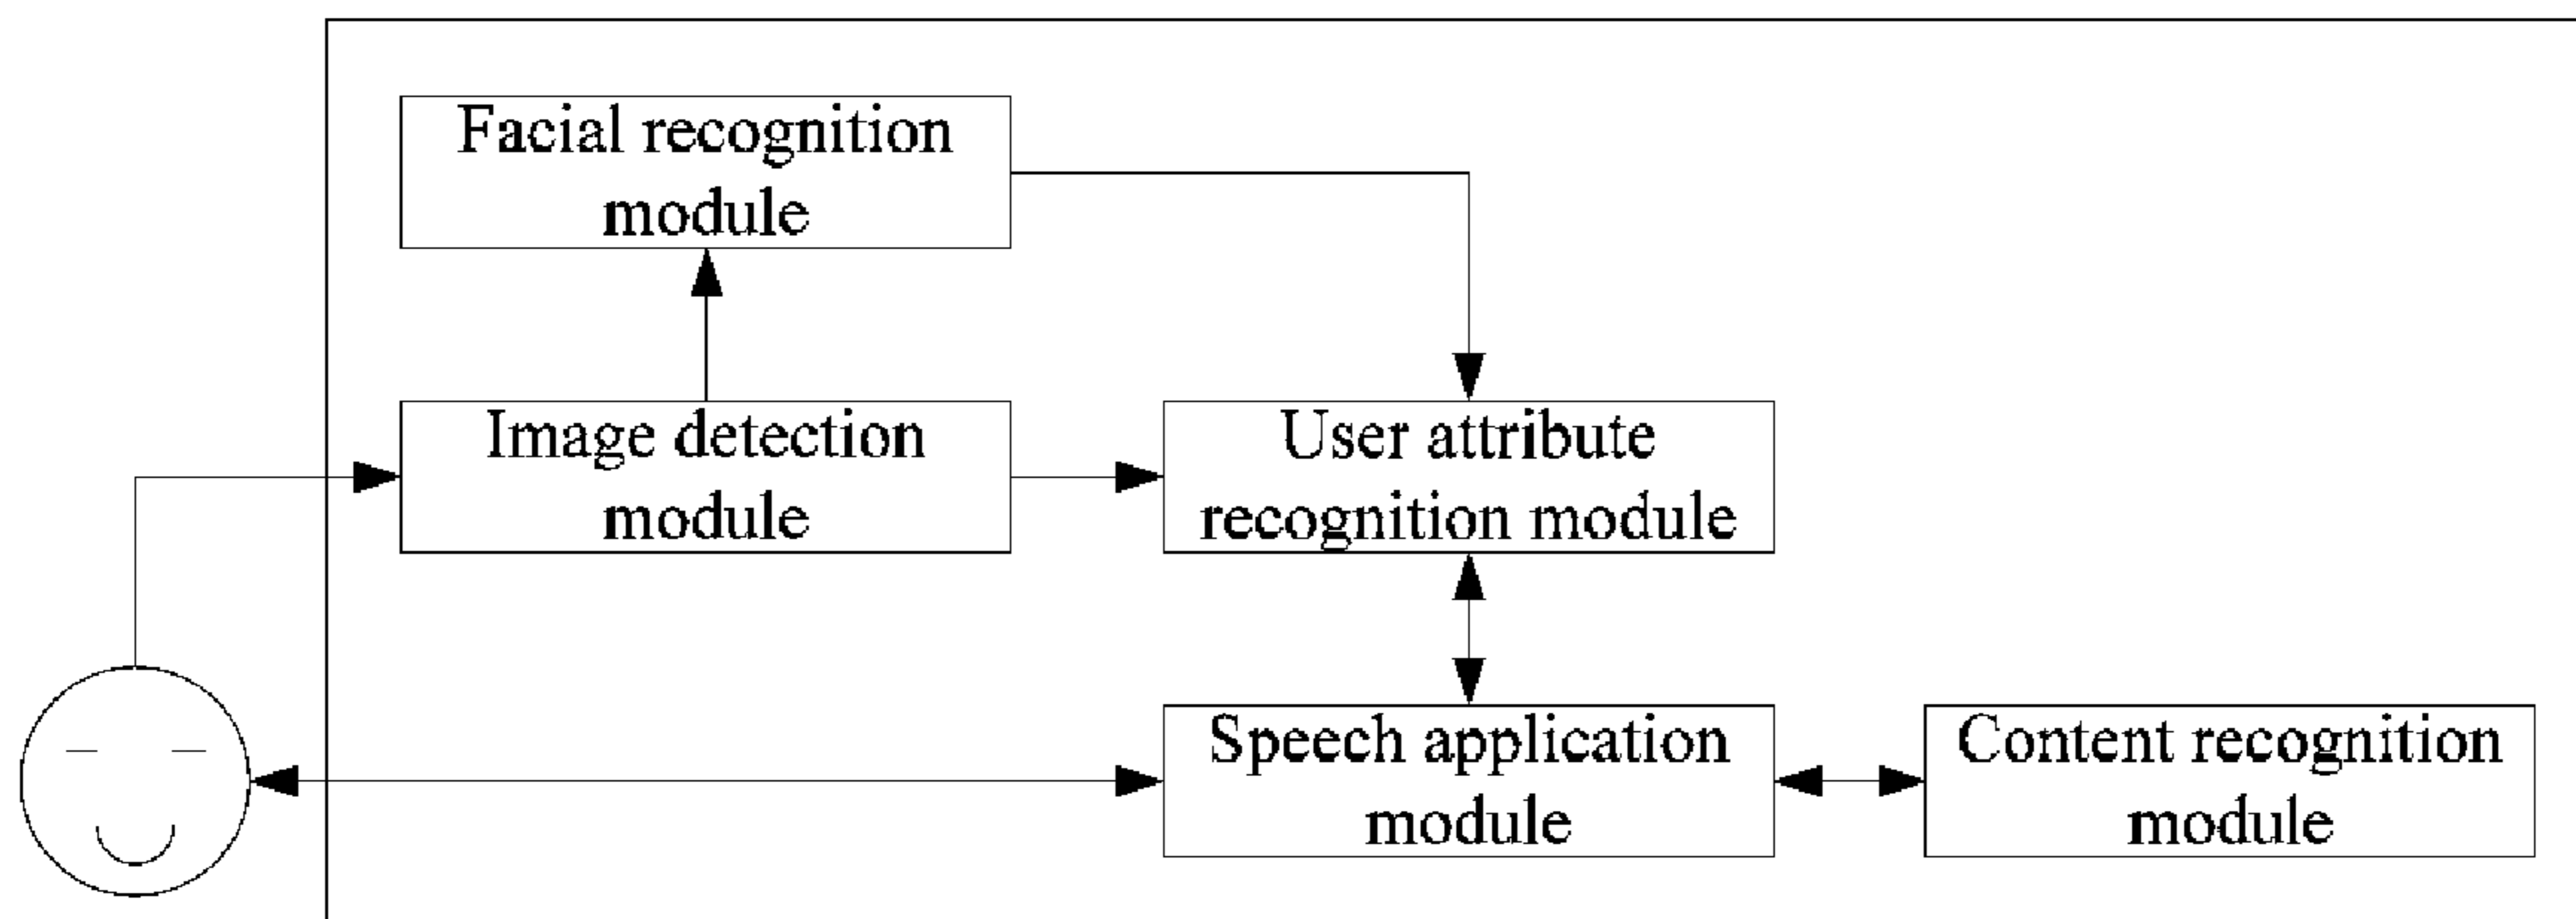 Facial recognition
module
Image detection
module
User attribute
recognition module
Speech application
module
Content recognition
module